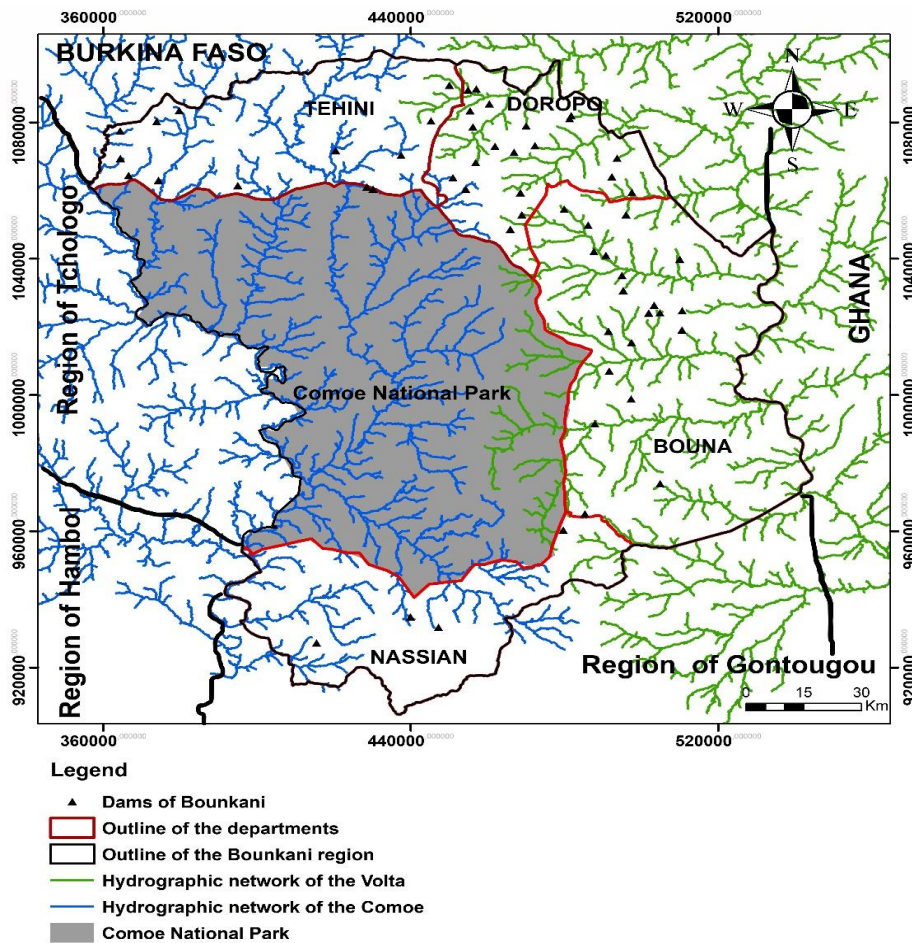 360000 440000 520000
BURKINA FASO
TEHINI
DOROPO
N
W E
S
1080000 1080000
Region of Tchologo
1040000 1040000
GHANA
Comoe National Park
1000000 1000000
BOUNA
960000 960000
Region of Hambol
NASSIAN
Region of Gontougou
920000 920000
0 15 30
Km
360000 440000 520000
Legend
Dams of Bounkani
Outline of the departments
Outline of the Bounkani region
Hydrographic network of the Volta
Hydrographic network of the Comoe
Comoe National Park